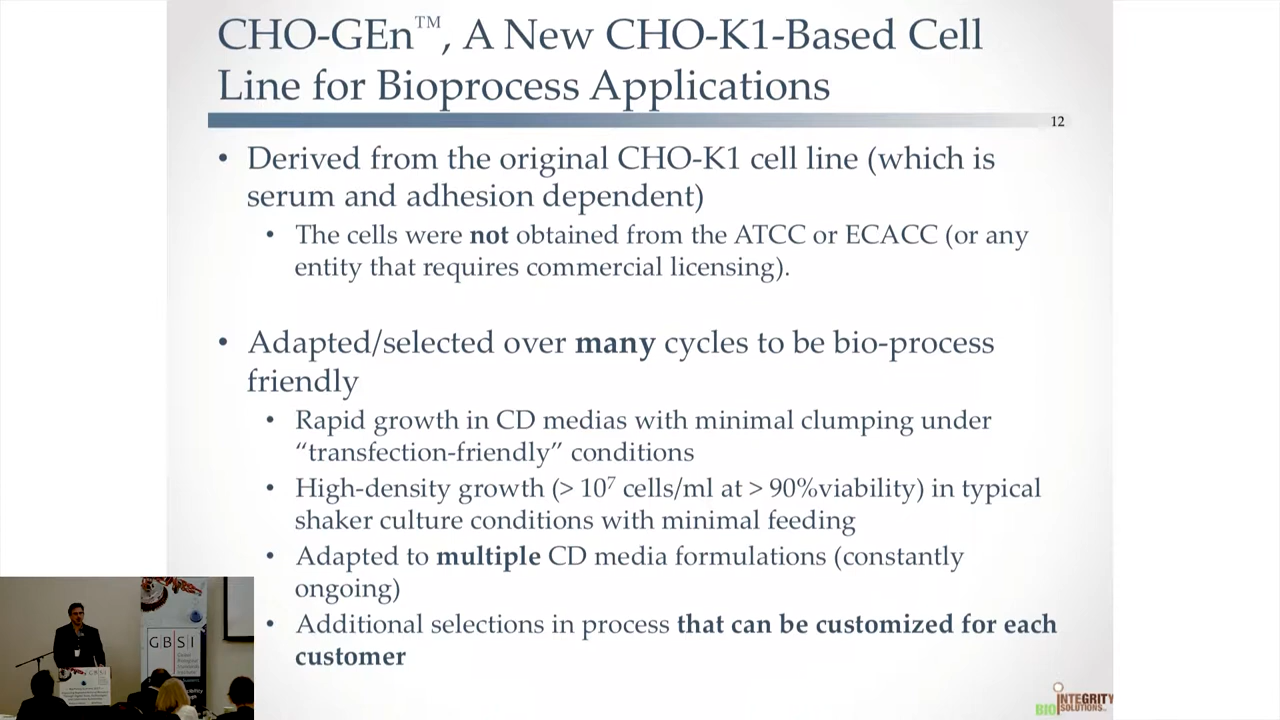 CHO-GEn™, A New CHO-K1-Based Cell
Line for Bioprocess Applications
12
• Derived from the original CHO-K1 cell line (which is
serum and adhesion dependent)
• The cells were not obtained from the ATCC or ECACC (or any
entity that requires commercial licensing).
• Adapted/selected over many cycles to be bio-process
friendly
• Rapid growth in CD medias with minimal clumping under
“transfection-friendly” conditions
• High-density growth (> 10⁷ cells/ml at > 90%viability) in typical
shaker culture conditions with minimal feeding
• Adapted to multiple CD media formulations (constantly
ongoing)
• Additional selections in process that can be customized for each
customer
GBSI
GBSI
BIO INTEGRITY
SOLUTIONS